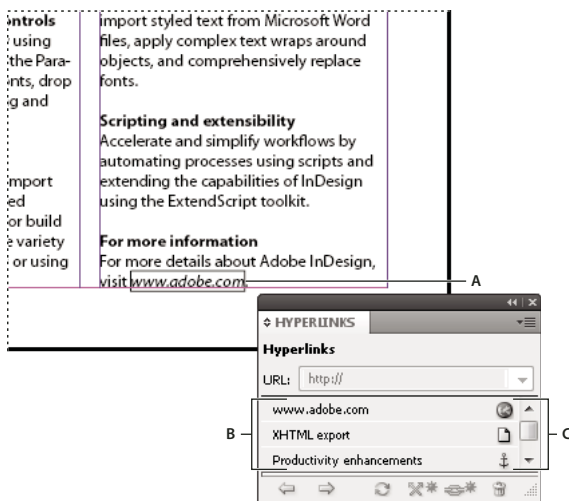 ontrols
using
the Para-
nts, drop
g and
mport
ed
or build
e variety
or using
import styled text from Microsoft Word
files, apply complex text wraps around
objects, and comprehensively replace
fonts.
Scripting and extensibility
Accelerate and simplify workflows by
automating processes using scripts and
extending the capabilities of InDesign
using the ExtendScript toolkit.
For more information
For more details about Adobe InDesign,
visit www.adobe.com.
A
HYPERLINKS
Hyperlinks
URL: http://
B
www.adobe.com
XHTML export
Productivity enhancements
C